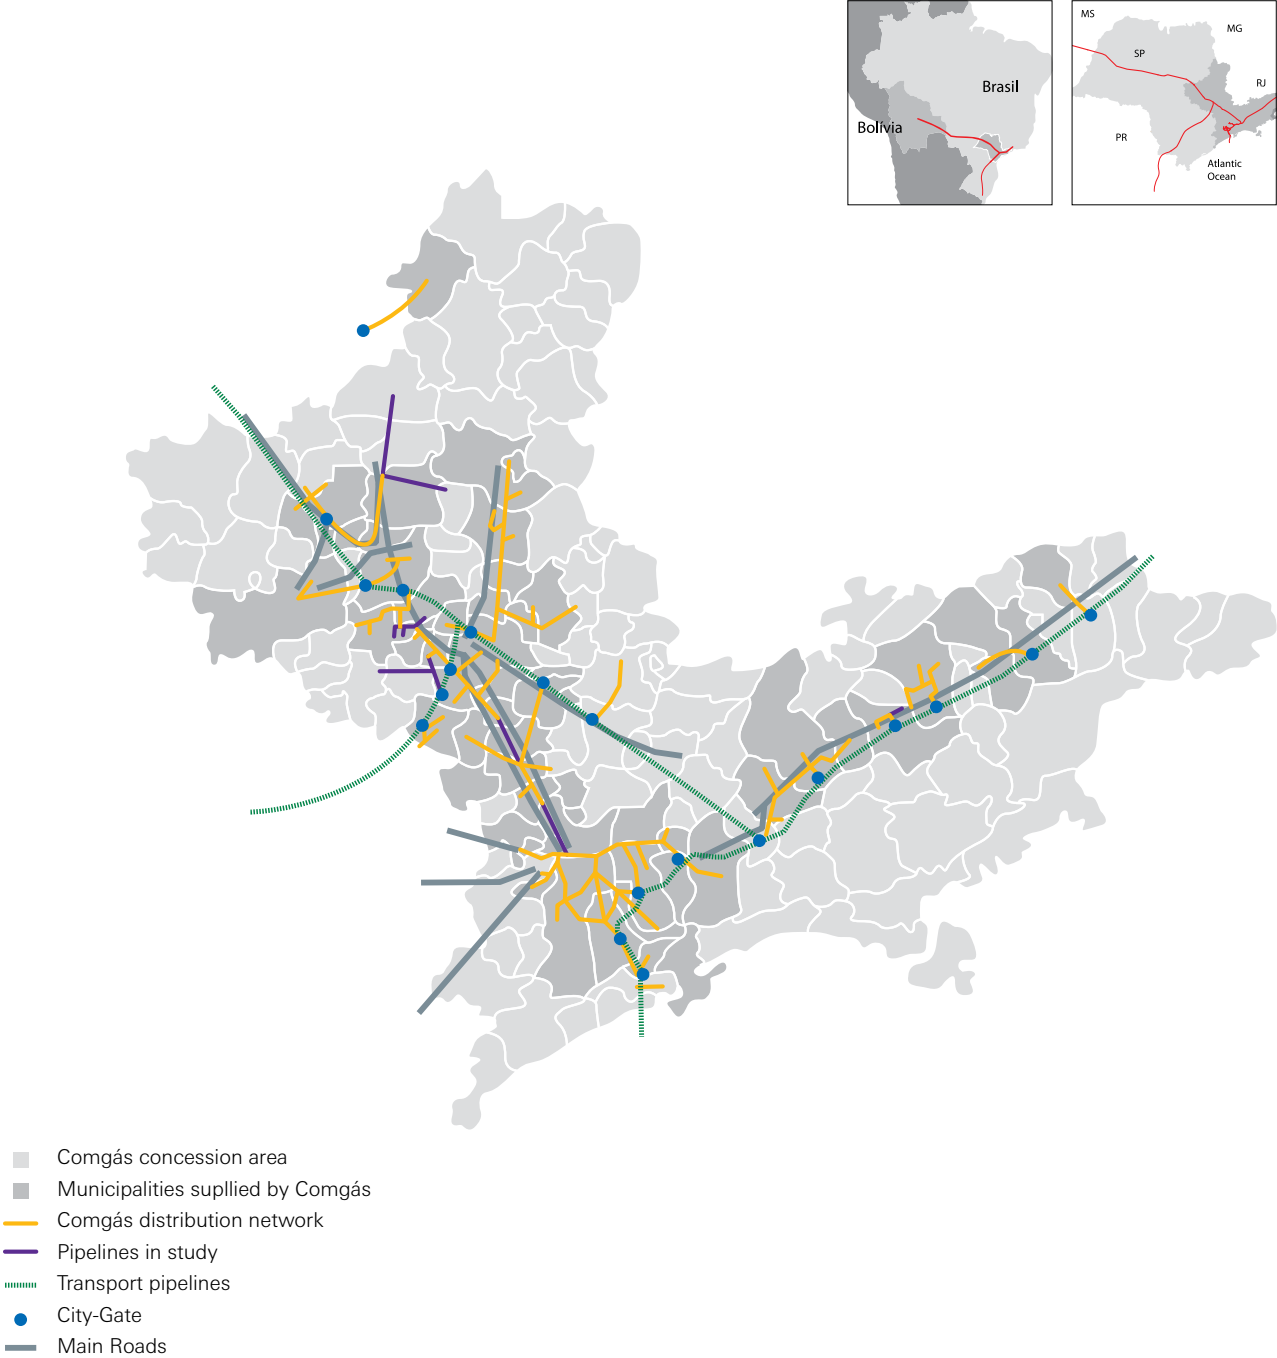 Brasil
Bolívia
MS
MG
SP
RJ
PR
Atlantic
Ocean
Comgás concession area
Municipalities supllied by Comgás
Comgás distribution network
Pipelines in study
Transport pipelines
City-Gate
Main Roads